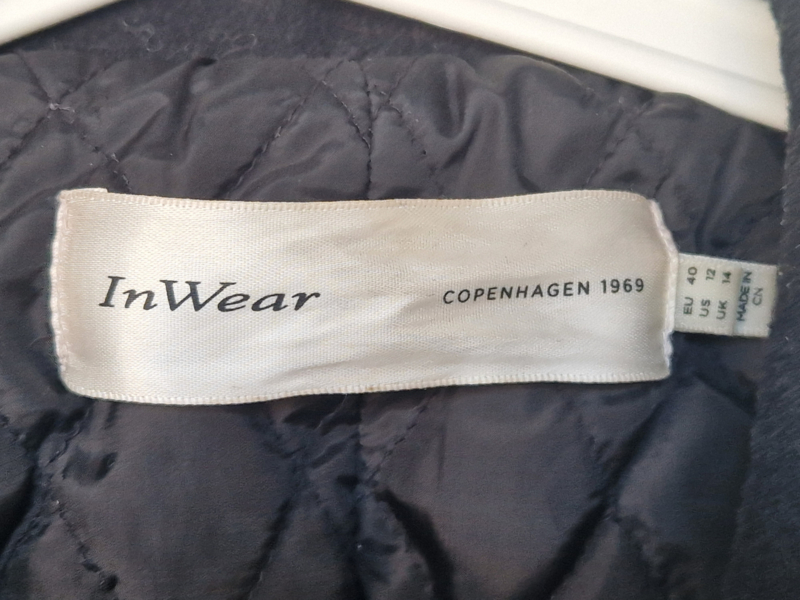 InWear
COPENHAGEN 1969
EU 40
US 12
UK 14
MADE IN
CN